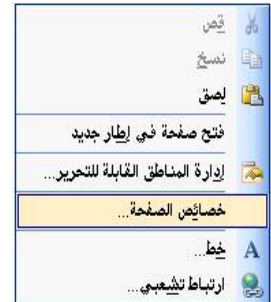 قص
نسخ
لصق
فتح صفحة في إطار جديد
إدارة المناطق القابلة للتحرير...
خصائص الصفحة...
خط...
ارتباط تشعبي...